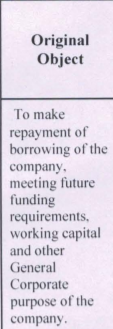 Original
Object
To make
repayment of
borrowing of the
company,
meeting future
funding
requirements,
working capital
and other
General
Corporate
purpose of the
company.